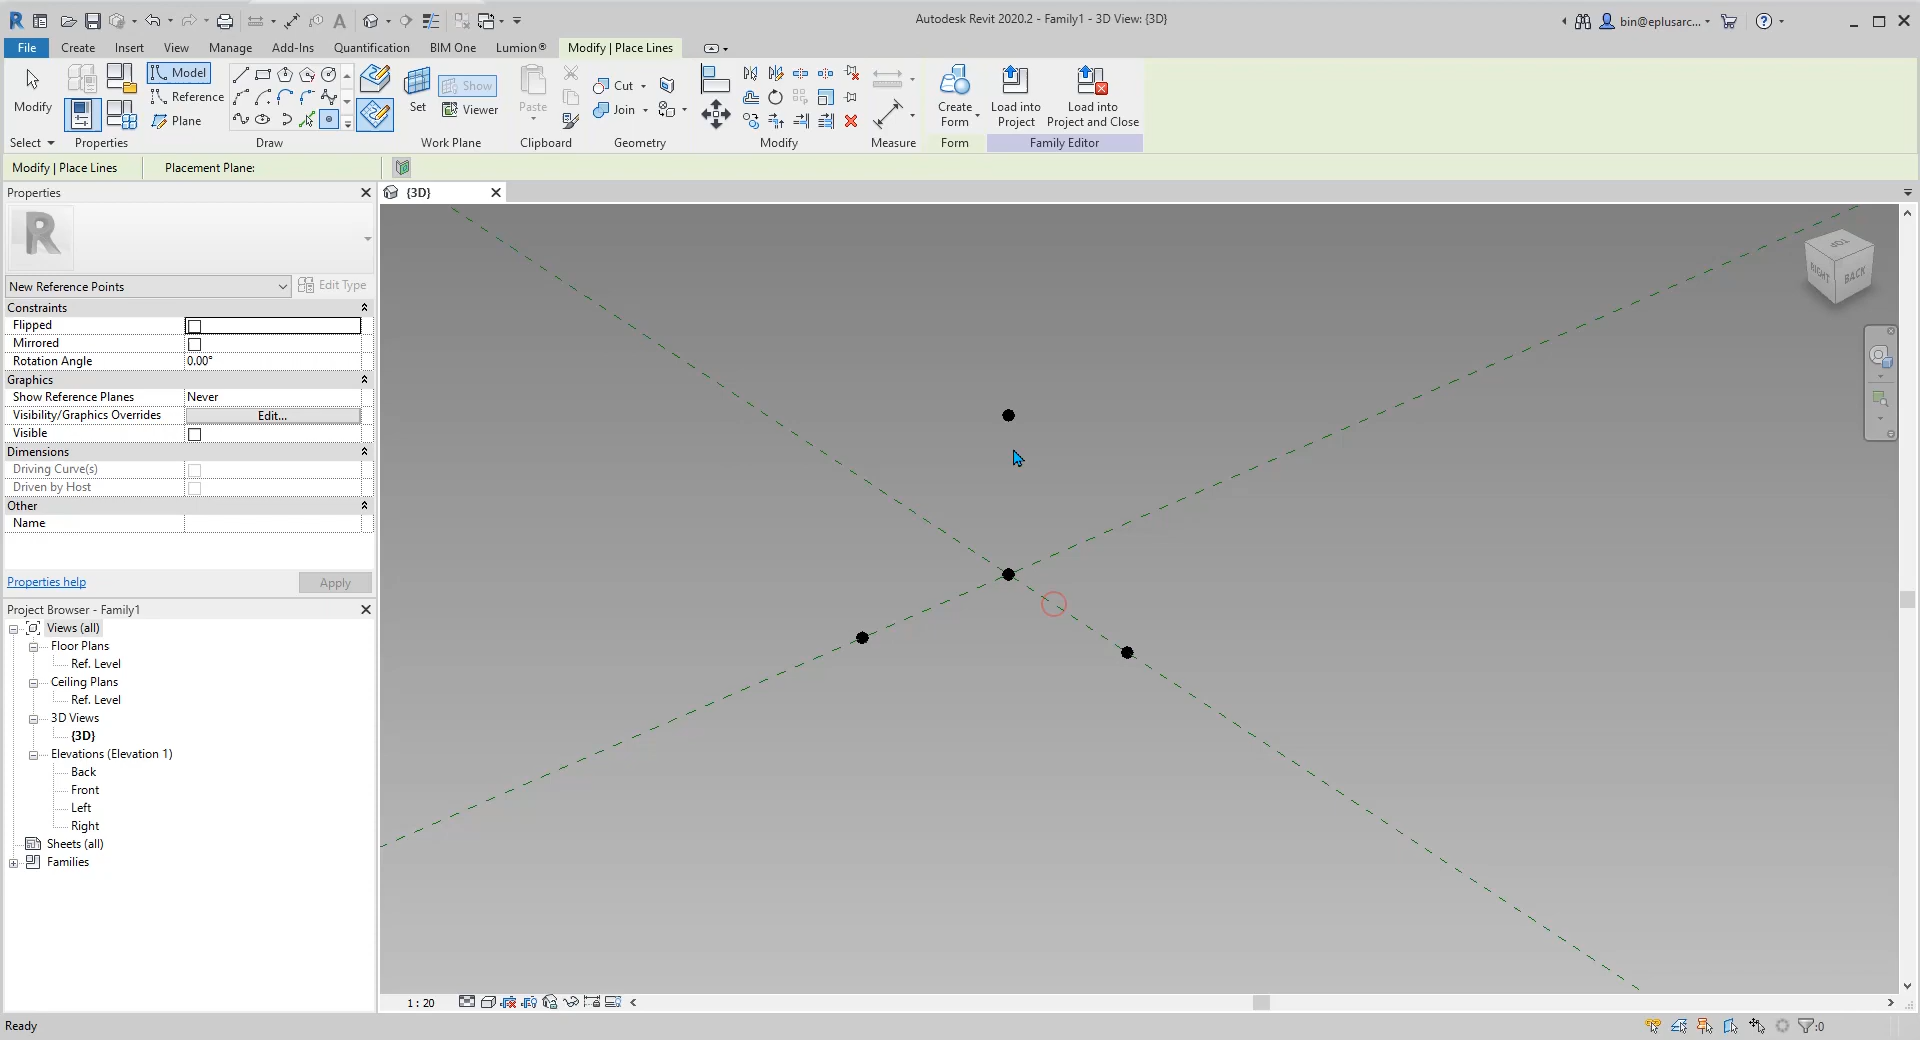 Autodesk Revit 2020.2 - Family1 - 3D View: {3D}
bin@eplusarc...
File
Create
Insert
View
Manage
Add-Ins
Quantification
BIM One
Lumion®
Modify | Place Lines
Modify
Model
Reference
Plane
Set
Show
Viewer
Paste
Cut
Join
Create
Form
Load into
Project
Load into
Project and Close
Select
Properties
Draw
Work Plane
Clipboard
Geometry
Modify
Measure
Form
Family Editor
Modify | Place Lines
Placement Plane:
Properties
{3D}
R
New Reference Points
Edit Type
Constraints
Flipped
Mirrored
Rotation Angle
0.00°
Graphics
Show Reference Planes
Never
Visibility/Graphics Overrides
Edit...
Visible
Dimensions
Driving Curve(s)
Driven by Host
Other
Name
Properties help
Apply
Project Browser - Family1
Views (all)
Floor Plans
Ref. Level
Ceiling Plans
Ref. Level
3D Views
{3D}
Elevations (Elevation 1)
Back
Front
Left
Right
Sheets (all)
Families
TOP
RIGHT
BACK
1 : 20
Ready
:0